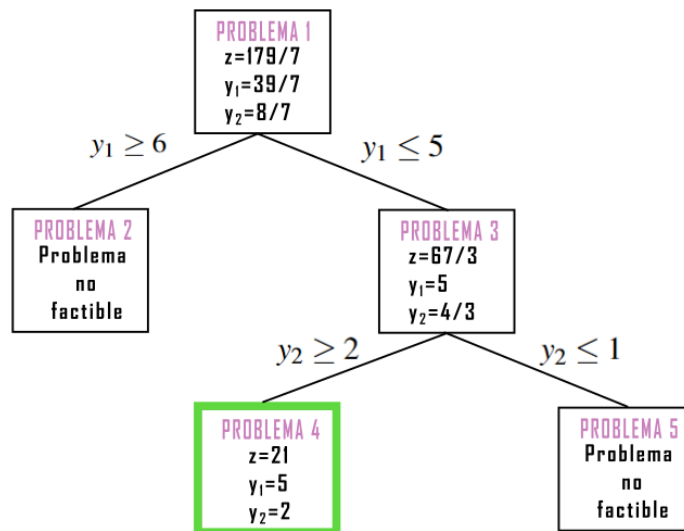 PROBLEMA 1
z=179/7
y₁=39/7
y₂=8/7
y₁ ≥ 6
y₁ ≤ 5
PROBLEMA 2
Problema
no
factible
PROBLEMA 3
z=67/3
y₁=5
y₂=4/3
y₂ ≥ 2
y₂ ≤ 1
PROBLEMA 4
z=21
y₁=5
y₂=2
PROBLEMA 5
Problema
no
factible